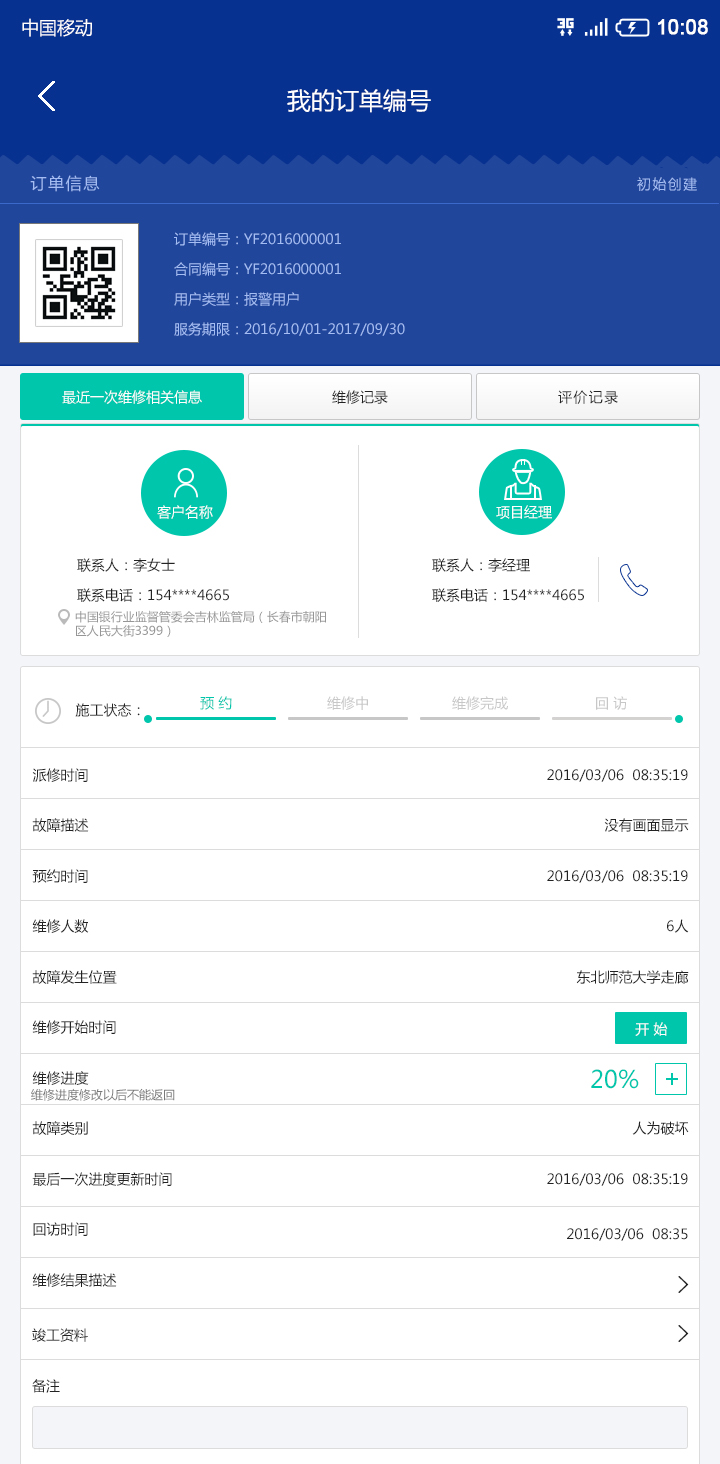 中国移动
3G 10:08
我的订单编号
订单信息
初始创建
订单编号：YF2016000001
合同编号：YF2016000001
用户类型：报警用户
服务期限：2016/10/01-2017/09/30
最近一次维修相关信息
维修记录
评价记录
客户名称
联系人：李女士
联系电话：154****4665
中国银行业监督管委会吉林监管局（长春市朝阳
区人民大街3399）
项目经理
联系人：李经理
联系电话：154****4665
施工状态：
预 约
维修中
维修完成
回 访
派修时间
2016/03/06 08:35:19
故障描述
没有画面显示
预约时间
2016/03/06 08:35:19
维修人数
6人
故障发生位置
东北师范大学走廊
维修开始时间
开 始
维修进度
维修进度修改以后不能返回
20%
故障类别
人为破坏
最后一次进度更新时间
2016/03/06 08:35:19
回访时间
2016/03/06 08:35
维修结果描述
竣工资料
备注